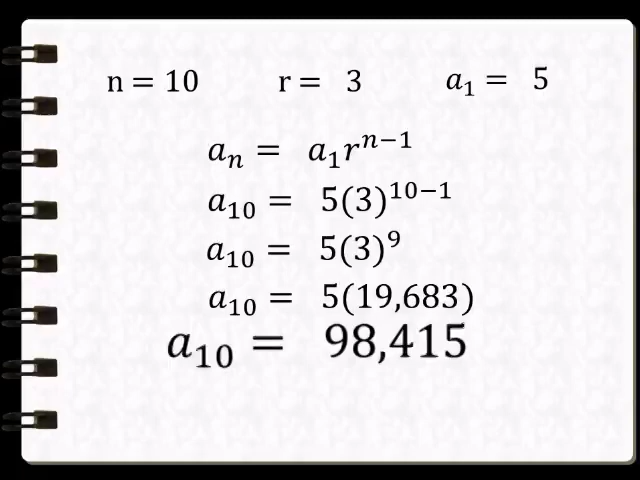 n = 10 r = 3 a₁ = 5
aₙ = a₁rⁿ⁻¹
a₁₀ = 5(3)¹⁰⁻¹
a₁₀ = 5(3)⁹
a₁₀ = 5(19,683)
a₁₀ = 98,415